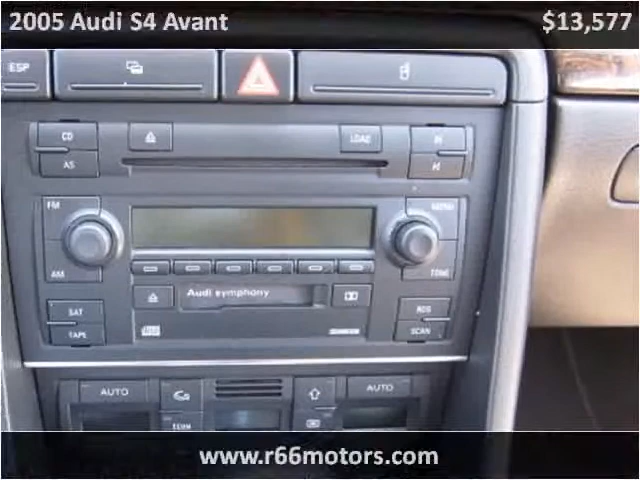 2005 Audi S4 Avant $13,577
ESP
CD LOAD
AS
FM MENU
AM TONE
Audi symphony
SAT RDS
TAPE SCAN
AUTO AUTO
ECON
www.r66motors.com